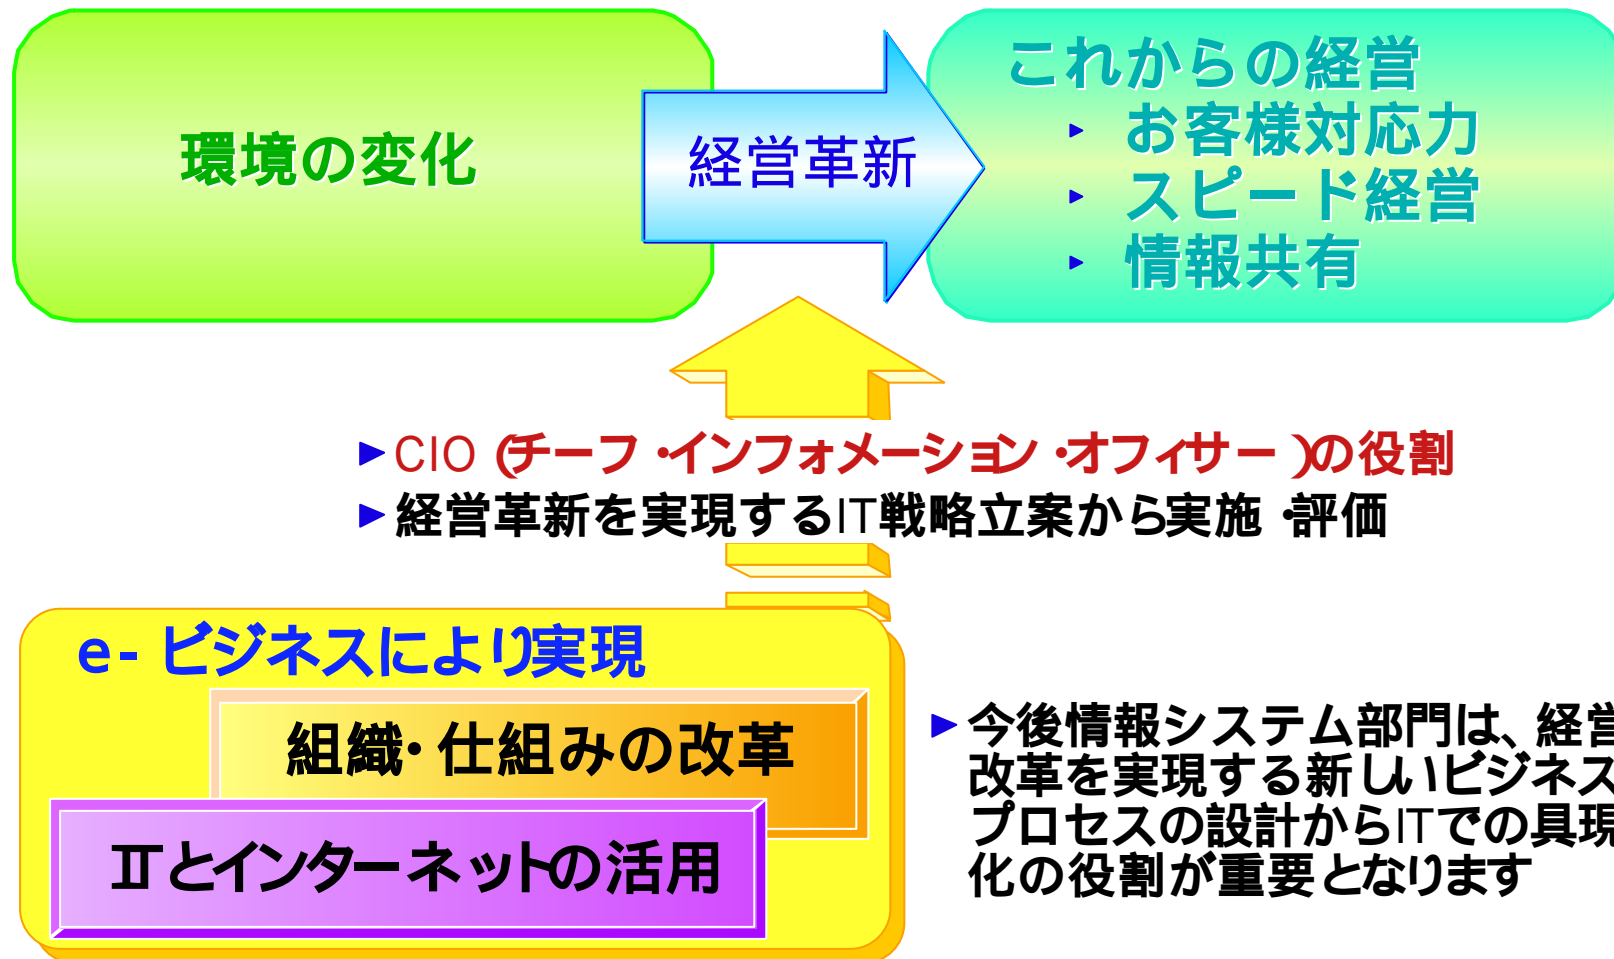 環境の変化
経営革新
これからの経営
お客様対応力
スピード経営
情報共有
CIO (チーフ・インフォメーション・オフィサー)の役割
経営革新を実現するIT戦略立案から実施・評価
e-ビジネスにより実現
組織・仕組みの改革
ITとインターネットの活用
今後情報システム部門は、経営
改革を実現する新しいビジネス
プロセスの設計からITでの具現
化の役割が重要となります